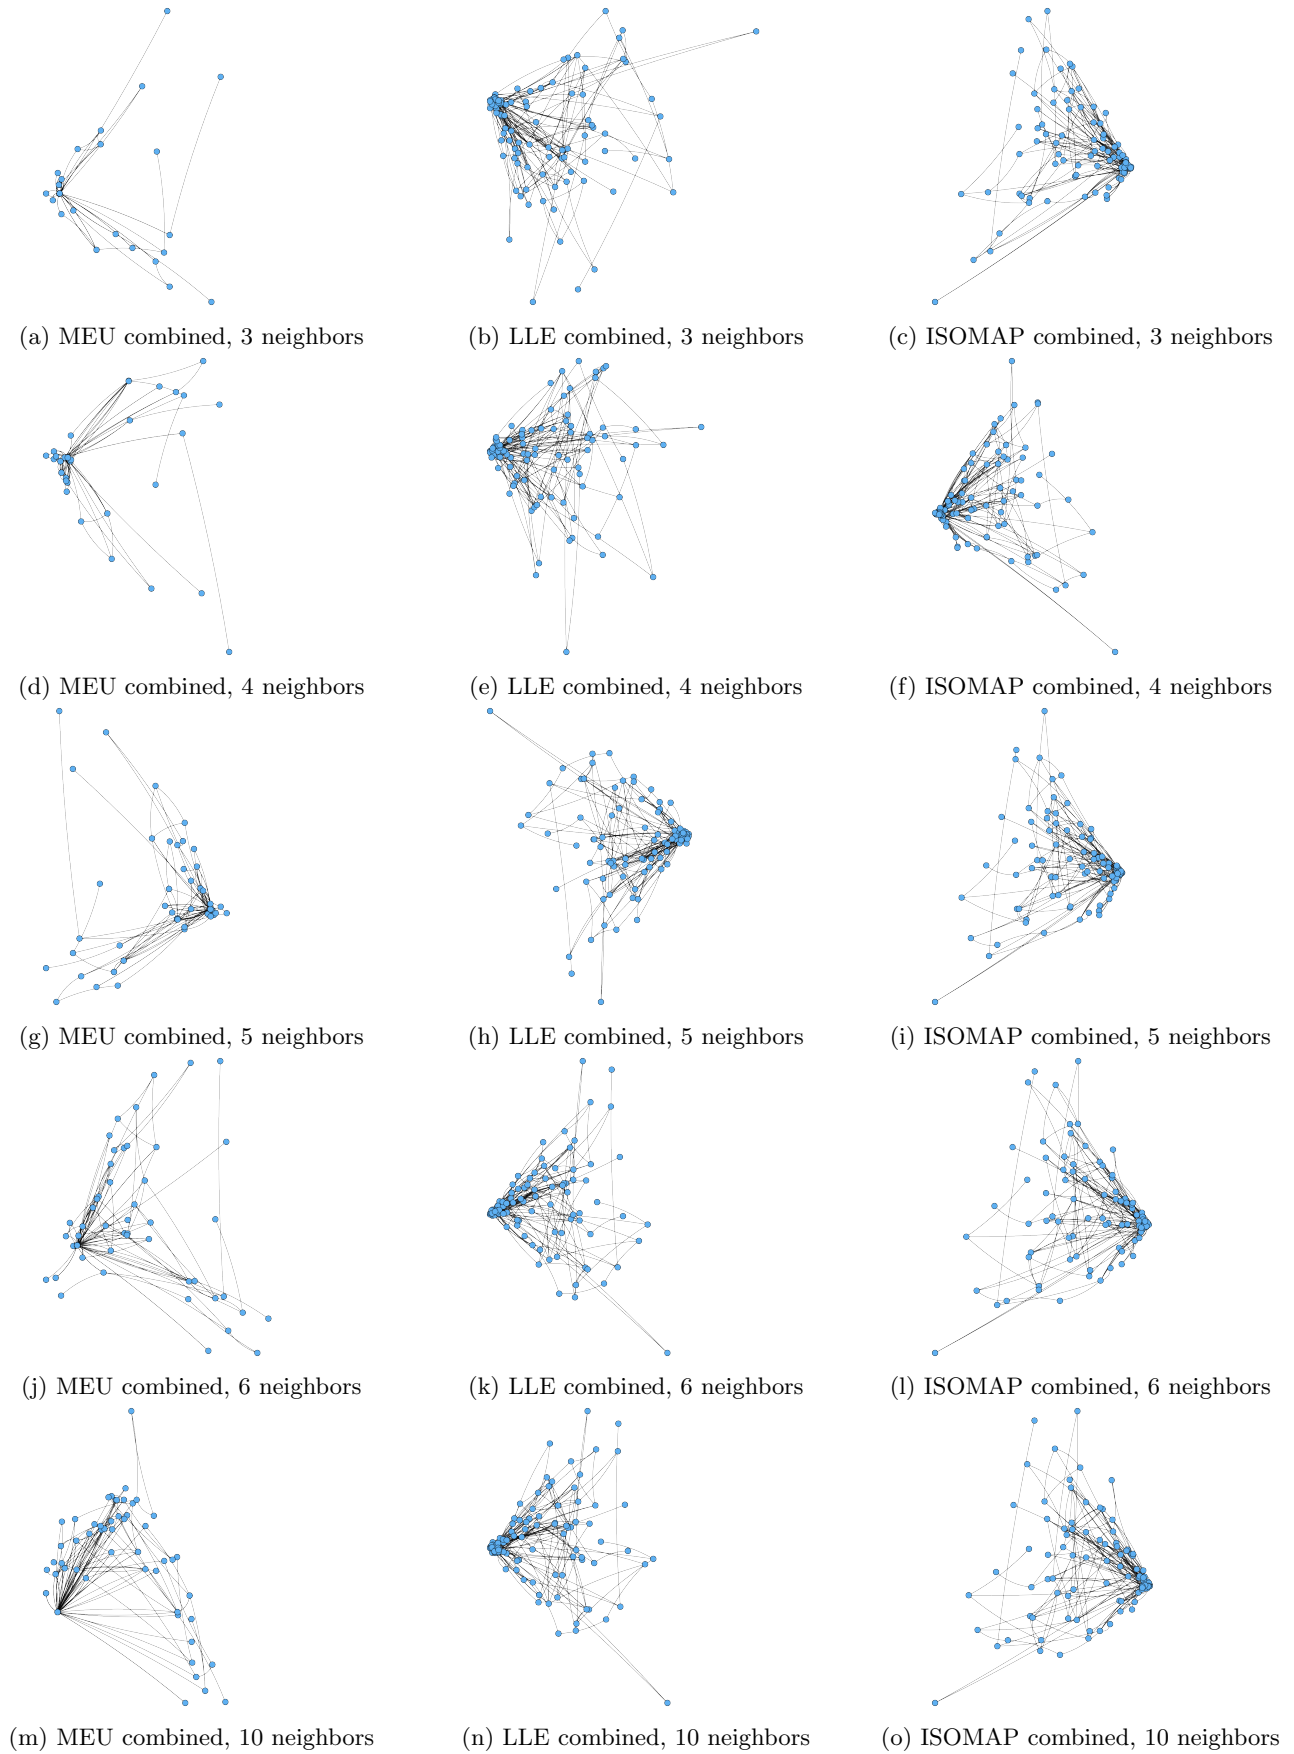 (a) MEU combined, 3 neighbors
(b) LLE combined, 3 neighbors
(c) ISOMAP combined, 3 neighbors
(d) MEU combined, 4 neighbors
(e) LLE combined, 4 neighbors
(f) ISOMAP combined, 4 neighbors
(g) MEU combined, 5 neighbors
(h) LLE combined, 5 neighbors
(i) ISOMAP combined, 5 neighbors
(j) MEU combined, 6 neighbors
(k) LLE combined, 6 neighbors
(l) ISOMAP combined, 6 neighbors
(m) MEU combined, 10 neighbors
(n) LLE combined, 10 neighbors
(o) ISOMAP combined, 10 neighbors